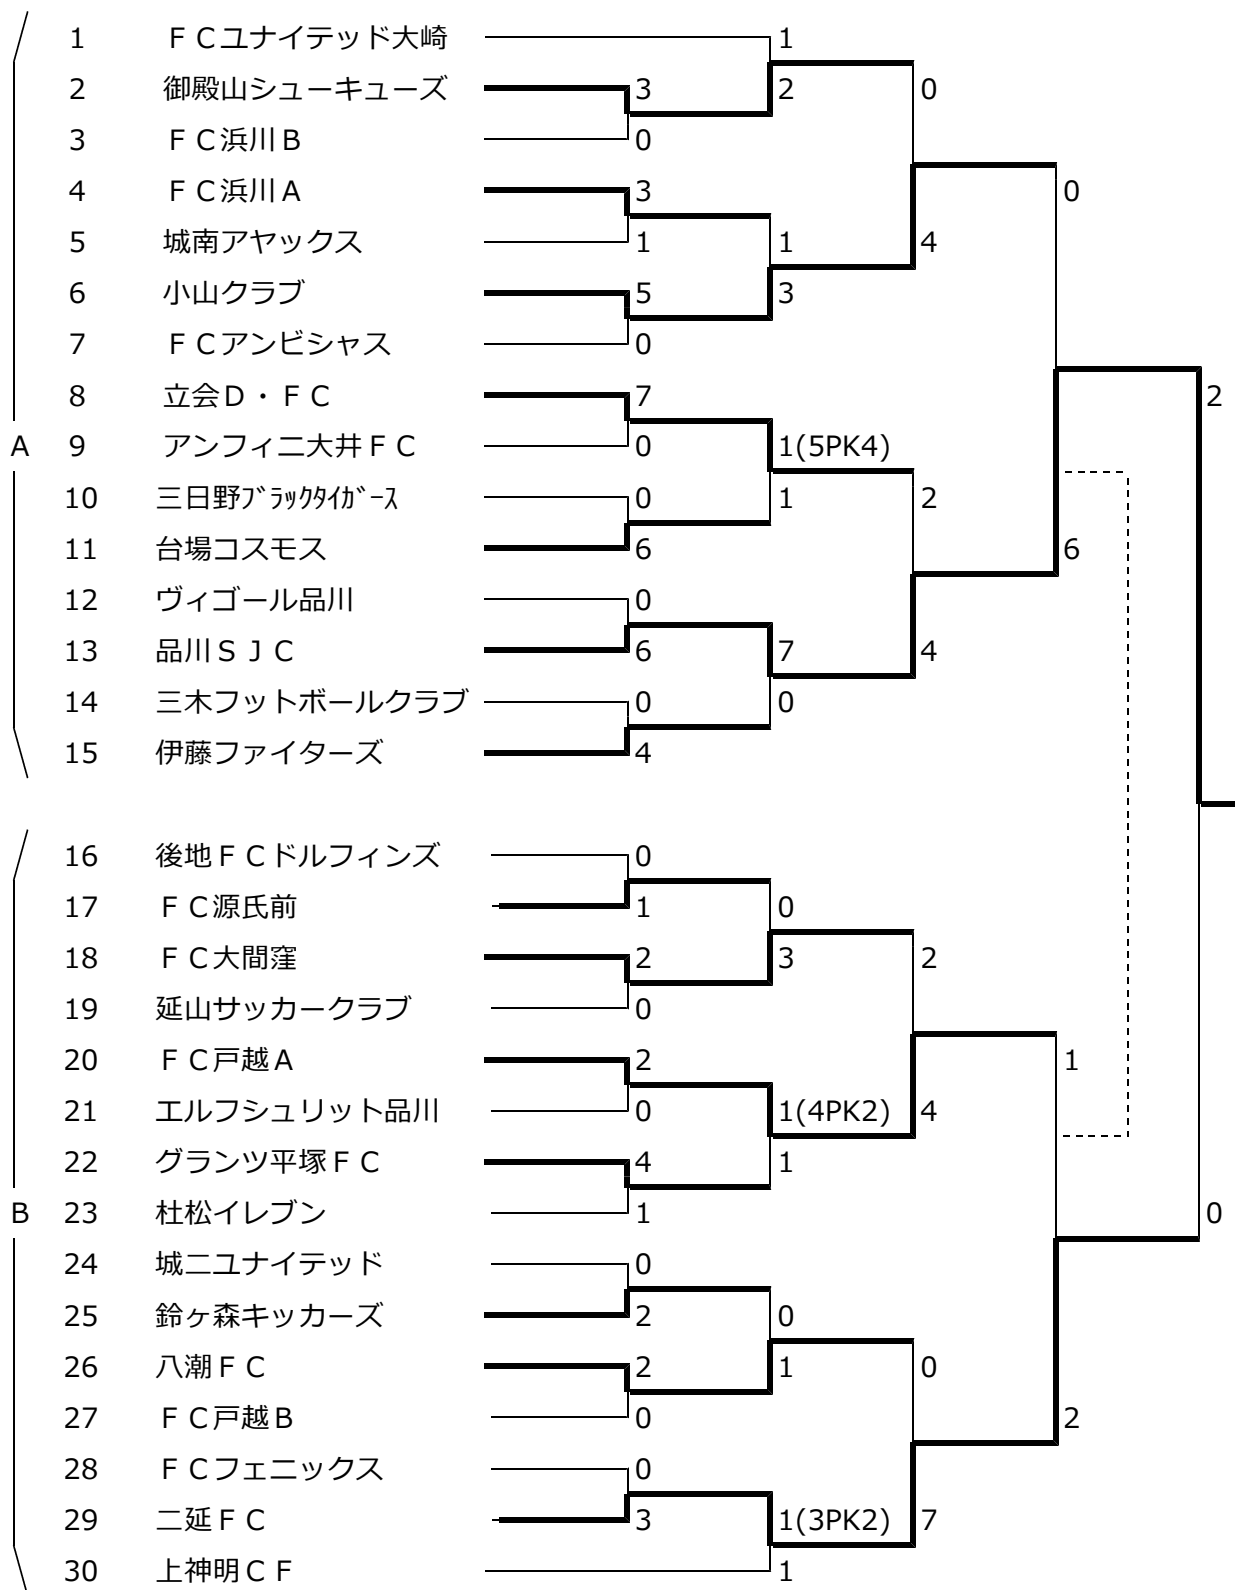 1 ＦＣユナイテッド大崎 1
2 御殿山シューキューズ 3 2 0
3 ＦＣ浜川Ｂ 0
4 ＦＣ浜川Ａ 3 0
5 城南アヤックス 1 1 4
6 小山クラブ 5 3
7 ＦＣアンビシャス 0
8 立会Ｄ・ＦＣ 7 2
A 9 アンフィニ大井ＦＣ 0 1(5PK4)
10 三日野ﾌﾞﾗｯｸﾀｲｶﾞｰｽ 0 1 2
11 台場コスモス 6 6
12 ヴィゴール品川 0
13 品川ＳＪＣ 6 7 4
14 三木フットボールクラブ 0 0
15 伊藤ファイターズ 4
16 後地ＦＣドルフィンズ 0
17 ＦＣ源氏前 1 0
18 ＦＣ大間窪 2 3 2
19 延山サッカークラブ 0
20 ＦＣ戸越Ａ 2 1
21 エルフシュリット品川 0 1(4PK2) 4
22 グランツ平塚ＦＣ 4 1
B 23 杜松イレブン 1 0
24 城二ユナイテッド 0
25 鈴ヶ森キッカーズ 2 0
26 八潮ＦＣ 2 1 0
27 ＦＣ戸越Ｂ 0 2
28 ＦＣフェニックス 0
29 二延ＦＣ 3 1(3PK2) 7
30 上神明ＣＦ 1